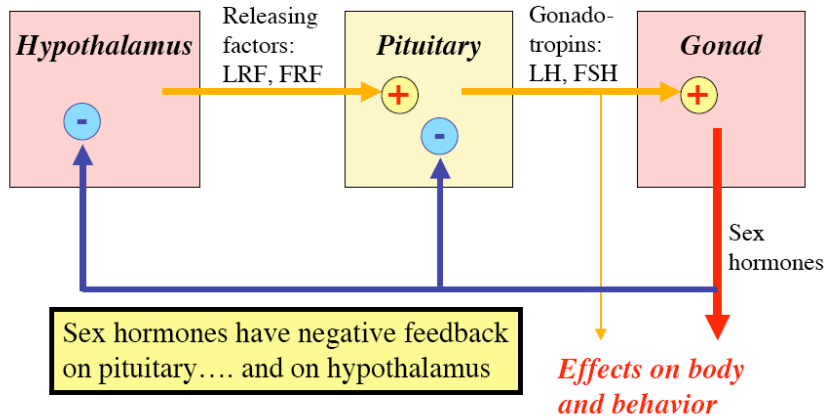 Hypothalamus
Releasing
factors:
LRF, FRF
Pituitary
Gonado-
tropins:
LH, FSH
Gonad
+
+
-
-
Sex
hormones
Sex hormones have negative feedback
on pituitary…. and on hypothalamus
Effects on body
and behavior